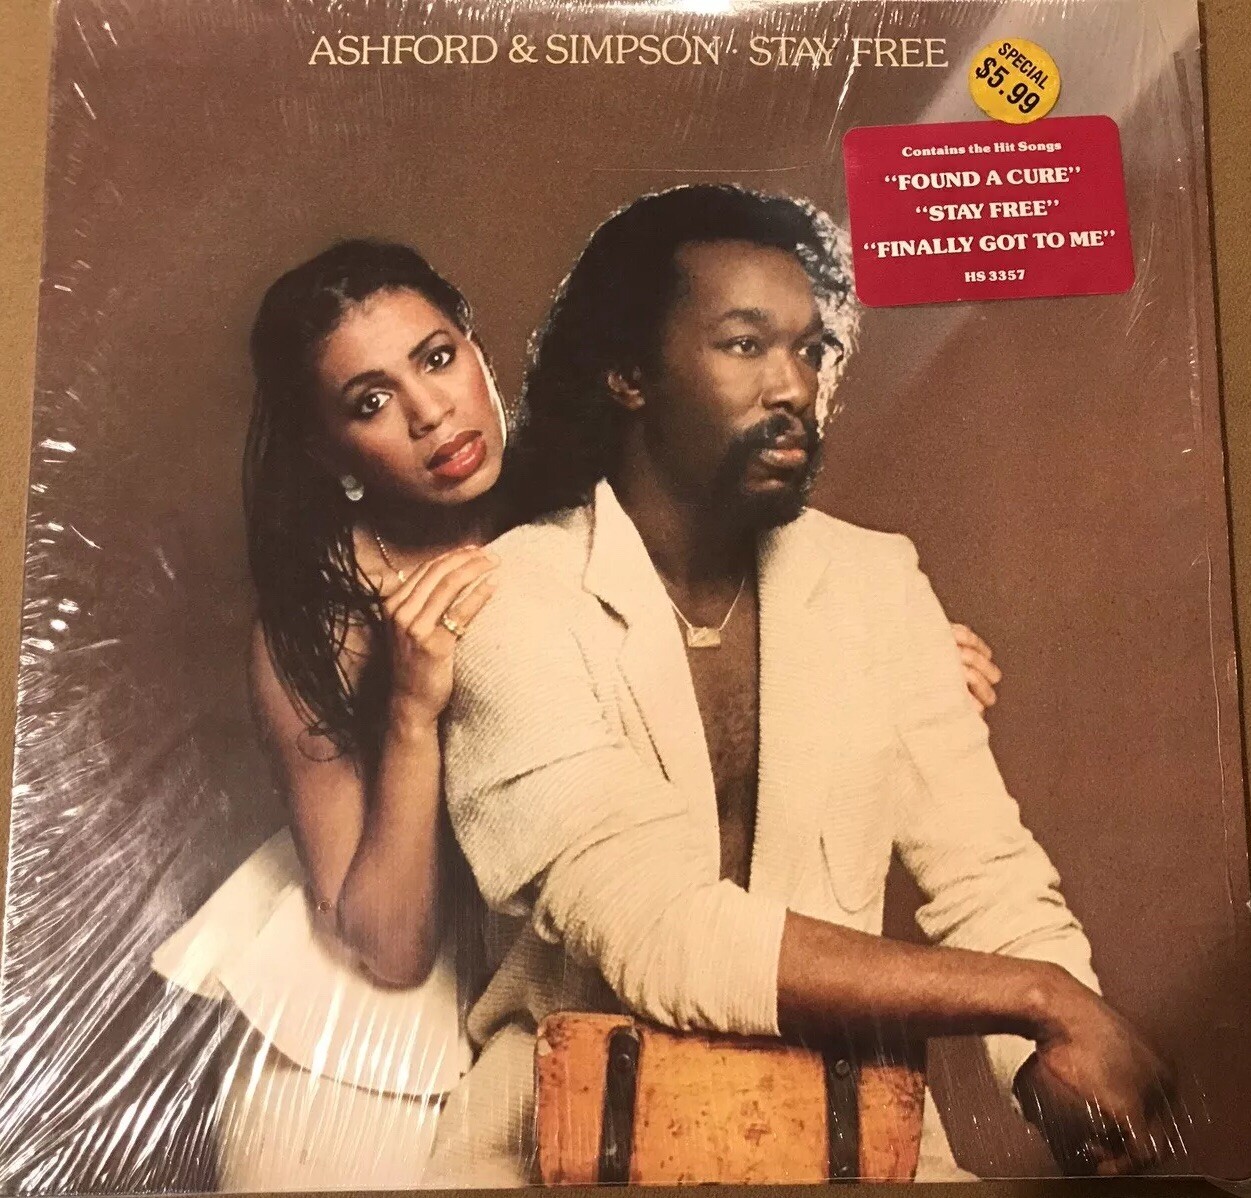 ASHFORD & SIMPSON · STAY FREE
SPECIAL
$5.99
Contains the Hit Songs
“FOUND A CURE”
“STAY FREE”
“FINALLY GOT TO ME”
HS 3357